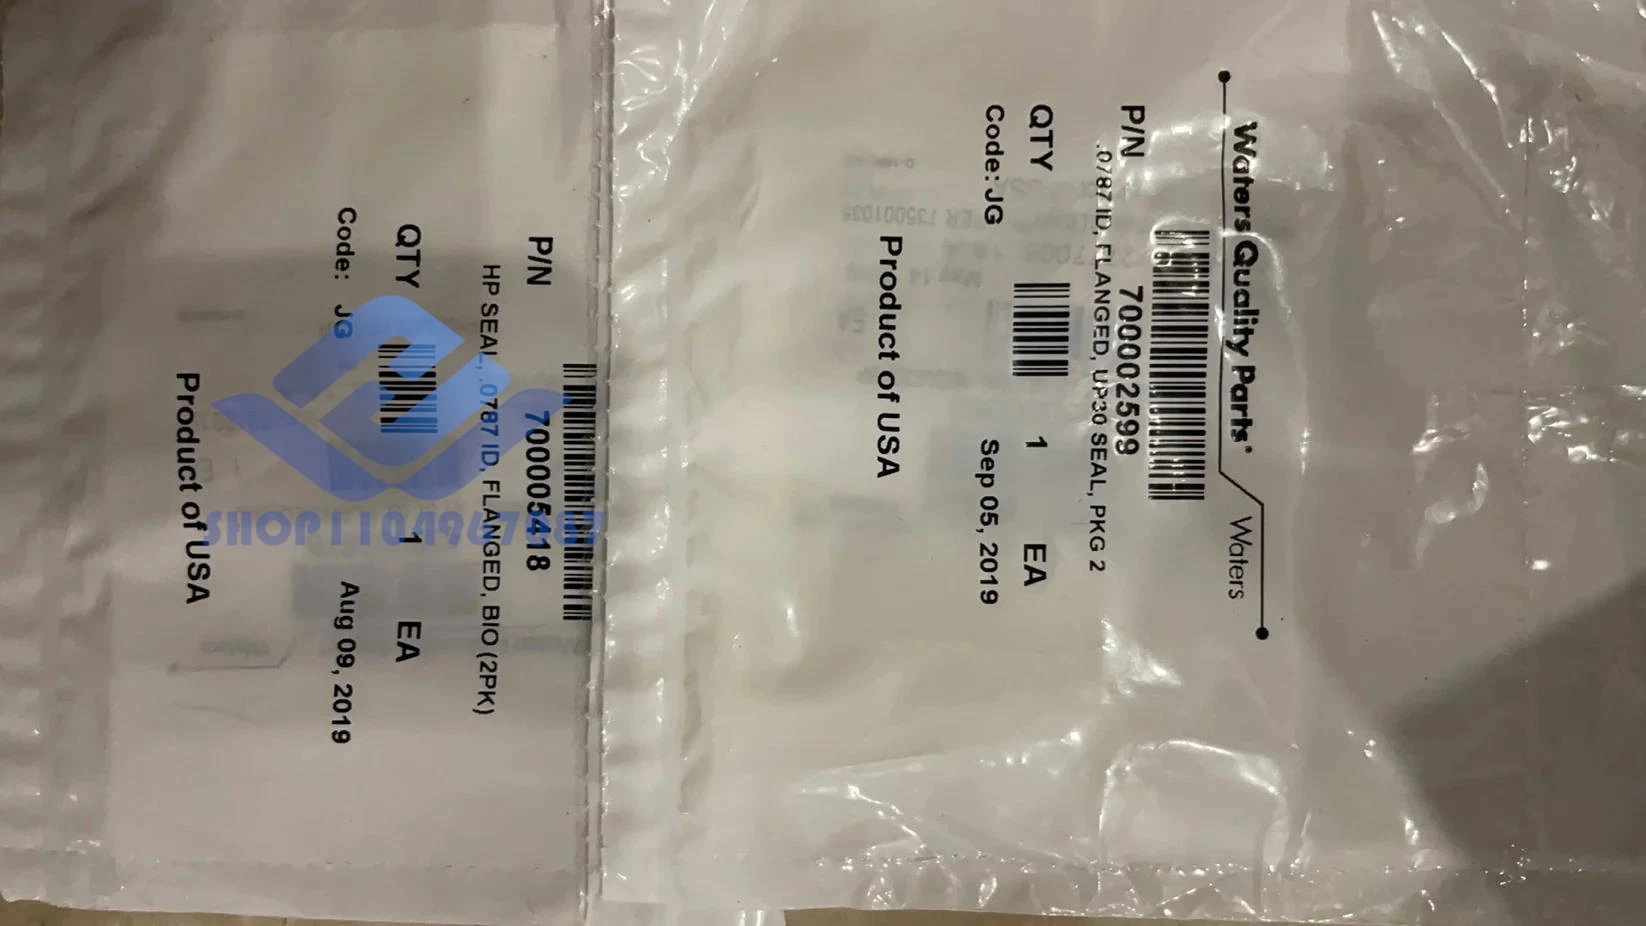 Waters Quality Parts
Waters
P/N 700002599
.0787 ID, FLANGED, UP30 SEAL, PKG 2
QTY 1 EA
Code: JG Sep 05, 2019
Product of USA
P/N 700005418
HP SEAL, .0787 ID, FLANGED, BIO (2PK)
QTY 1 EA
Code: JG Aug 09, 2019
Product of USA